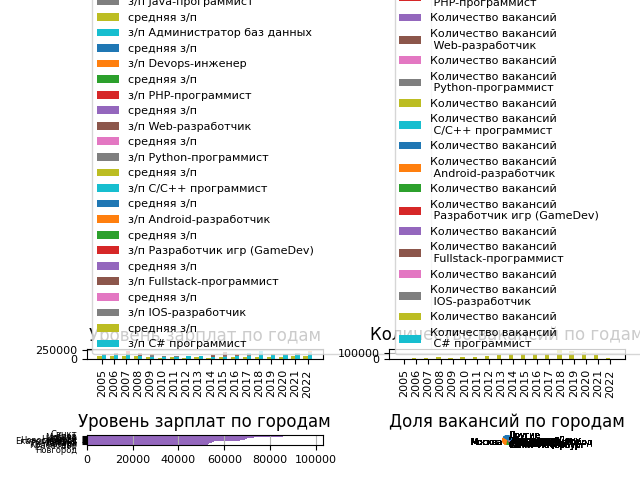 з/п Java-программист
средняя з/п
з/п Администратор баз данных
средняя з/п
з/п Devops-инженер
средняя з/п
з/п PHP-программист
средняя з/п
з/п Web-разработчик
средняя з/п
з/п Python-программист
средняя з/п
з/п C/C++ программист
средняя з/п
з/п Android-разработчик
средняя з/п
з/п Разработчик игр (GameDev)
средняя з/п
з/п Fullstack-программист
средняя з/п
з/п IOS-разработчик
средняя з/п
з/п C# программист
Уровень зарплат по годам
250000
0
2005 2006 2007 2008 2009 2010 2011 2012 2013 2014 2015 2016 2017 2018 2019 2020 2021 2022
PHP-программист
Количество вакансий
Количество вакансий
Web-разработчик
Количество вакансий
Количество вакансий
Python-программист
Количество вакансий
Количество вакансий
C/C++ программист
Количество вакансий
Количество вакансий
Android-разработчик
Количество вакансий
Количество вакансий
Разработчик игр (GameDev)
Количество вакансий
Количество вакансий
Fullstack-программист
Количество вакансий
Количество вакансий
IOS-разработчик
Количество вакансий
Количество вакансий
C# программист
Количество вакансий по годам
100000
0
2005 2006 2007 2008 2009 2010 2011 2012 2013 2014 2015 2016 2017 2018 2019 2020 2021 2022
Уровень зарплат по городам
Новгород
0 20000 40000 60000 80000 100000
Доля вакансий по городам
Другие
Москва